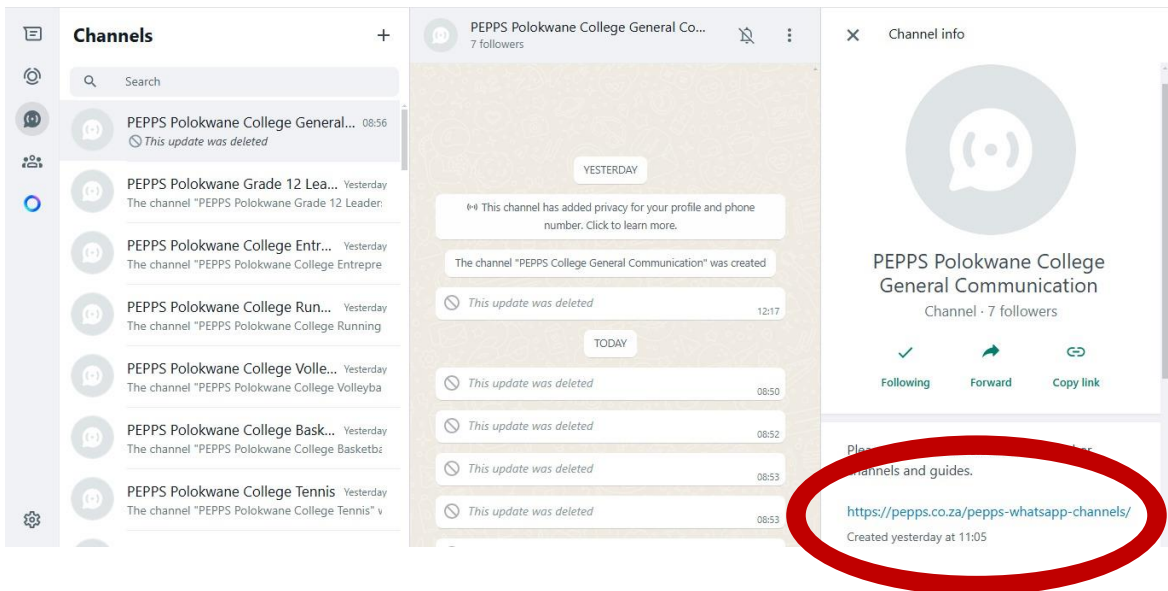 Channels
Search
PEPPS Polokwane College General... 08:56
This update was deleted
PEPPS Polokwane Grade 12 Lea... Yesterday
The channel "PEPPS Polokwane Grade 12 Leader:
PEPPS Polokwane College Entr... Yesterday
The channel "PEPPS Polokwane College Entrepre
PEPPS Polokwane College Run... Yesterday
The channel "PEPPS Polokwane College Running
PEPPS Polokwane College Volle... Yesterday
The channel "PEPPS Polokwane College Volleyba
PEPPS Polokwane College Bask... Yesterday
The channel "PEPPS Polokwane College Basketba
PEPPS Polokwane College Tennis Yesterday
The channel "PEPPS Polokwane College Tennis"
PEPPS Polokwane College General Co...
7 followers
YESTERDAY
This channel has added privacy for your profile and phone
number. Click to learn more.
The channel "PEPPS College General Communication" was created
This update was deleted
12:17
TODAY
This update was deleted
08:50
This update was deleted
08:52
This update was deleted
08:53
This update was deleted
08:53
Channel info
PEPPS Polokwane College
General Communication
Channel · 7 followers
Following Forward Copy link
channels and guides.
https://pepps.co.za/pepps-whatsapp-channels/
Created yesterday at 11:05